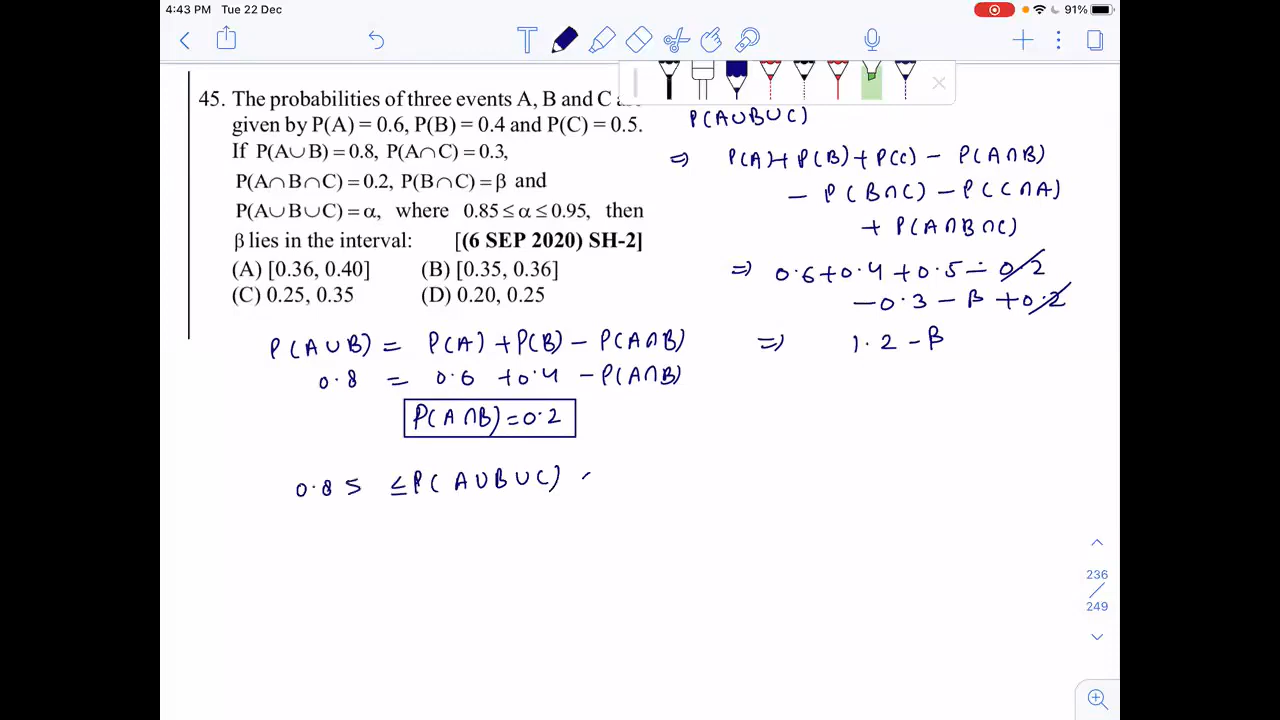 4:43 PM Tue 22 Dec
91%
45. The probabilities of three events A, B and C are
given by P(A) = 0.6, P(B) = 0.4 and P(C) = 0.5.
If P(A∪B) = 0.8, P(A∩C) = 0.3,
P(A∩B∩C) = 0.2, P(B∩C) = β and
P(A∪B∪C) = α, where 0.85 ≤ α ≤ 0.95, then
β lies in the interval: [(6 SEP 2020) SH-2]
(A) [0.36, 0.40] (B) [0.35, 0.36]
(C) 0.25, 0.35 (D) 0.20, 0.25
P(A∪B) = P(A) + P(B) - P(A∩B)
0.8 = 0.6 + 0.4 - P(A∩B)
P(A∩B) = 0.2
0.85 ≤ P(A∪B∪C)
P(A∪B∪C)
⇒ P(A) + P(B) + P(C) - P(A∩B)
- P(B∩C) - P(C∩A)
+ P(A∩B∩C)
⇒ 0.6 + 0.4 + 0.5 - 0.2
- 0.3 - β + 0.2
⇒ 1.2 - β
236
249